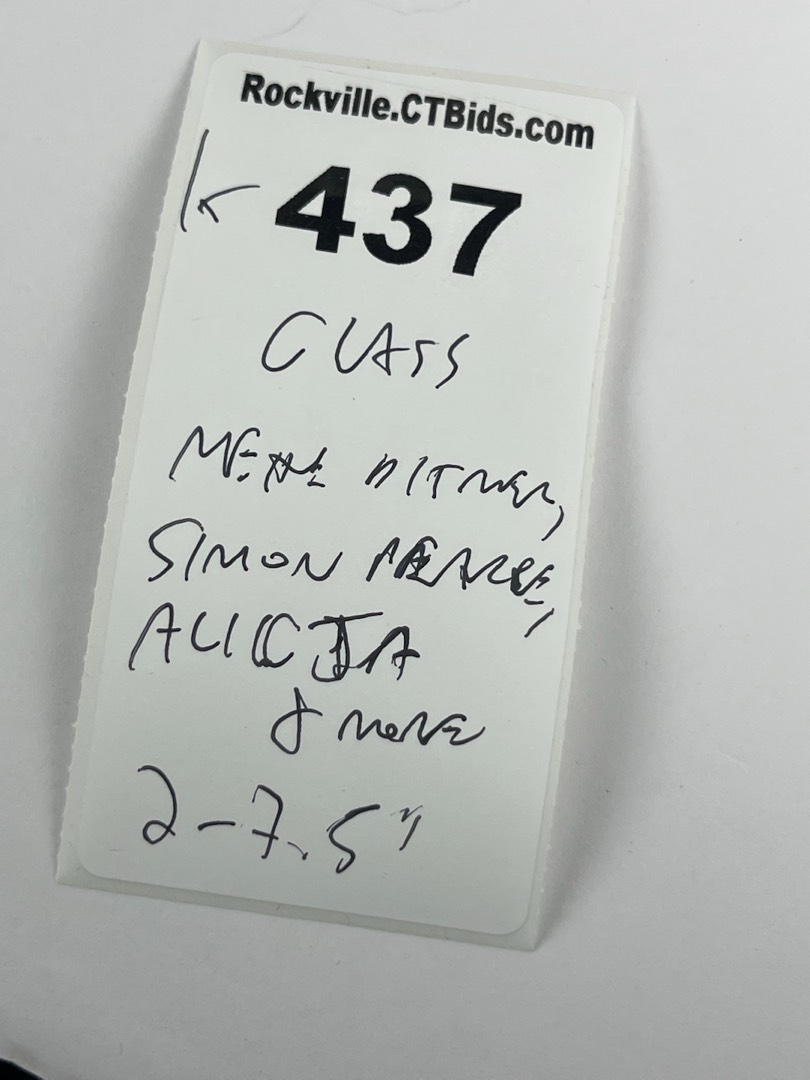 Rockville.CTBids.com
K 437
GLASS
SIMON PEARCE,
ALICJA
& MORE
2-7.5"